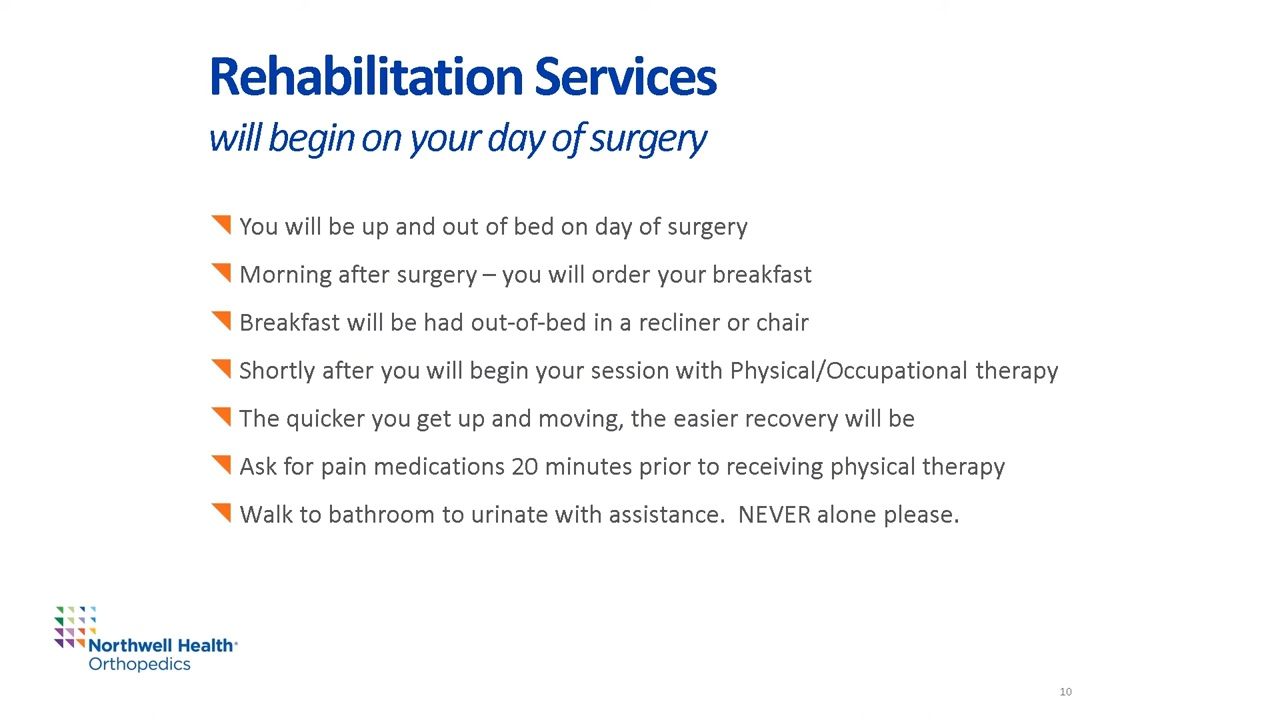 Rehabilitation Services
will begin on your day of surgery
You will be up and out of bed on day of surgery
Morning after surgery – you will order your breakfast
Breakfast will be had out-of-bed in a recliner or chair
Shortly after you will begin your session with Physical/Occupational therapy
The quicker you get up and moving, the easier recovery will be
Ask for pain medications 20 minutes prior to receiving physical therapy
Walk to bathroom to urinate with assistance.  NEVER alone please.
Northwell Health®
Orthopedics
10